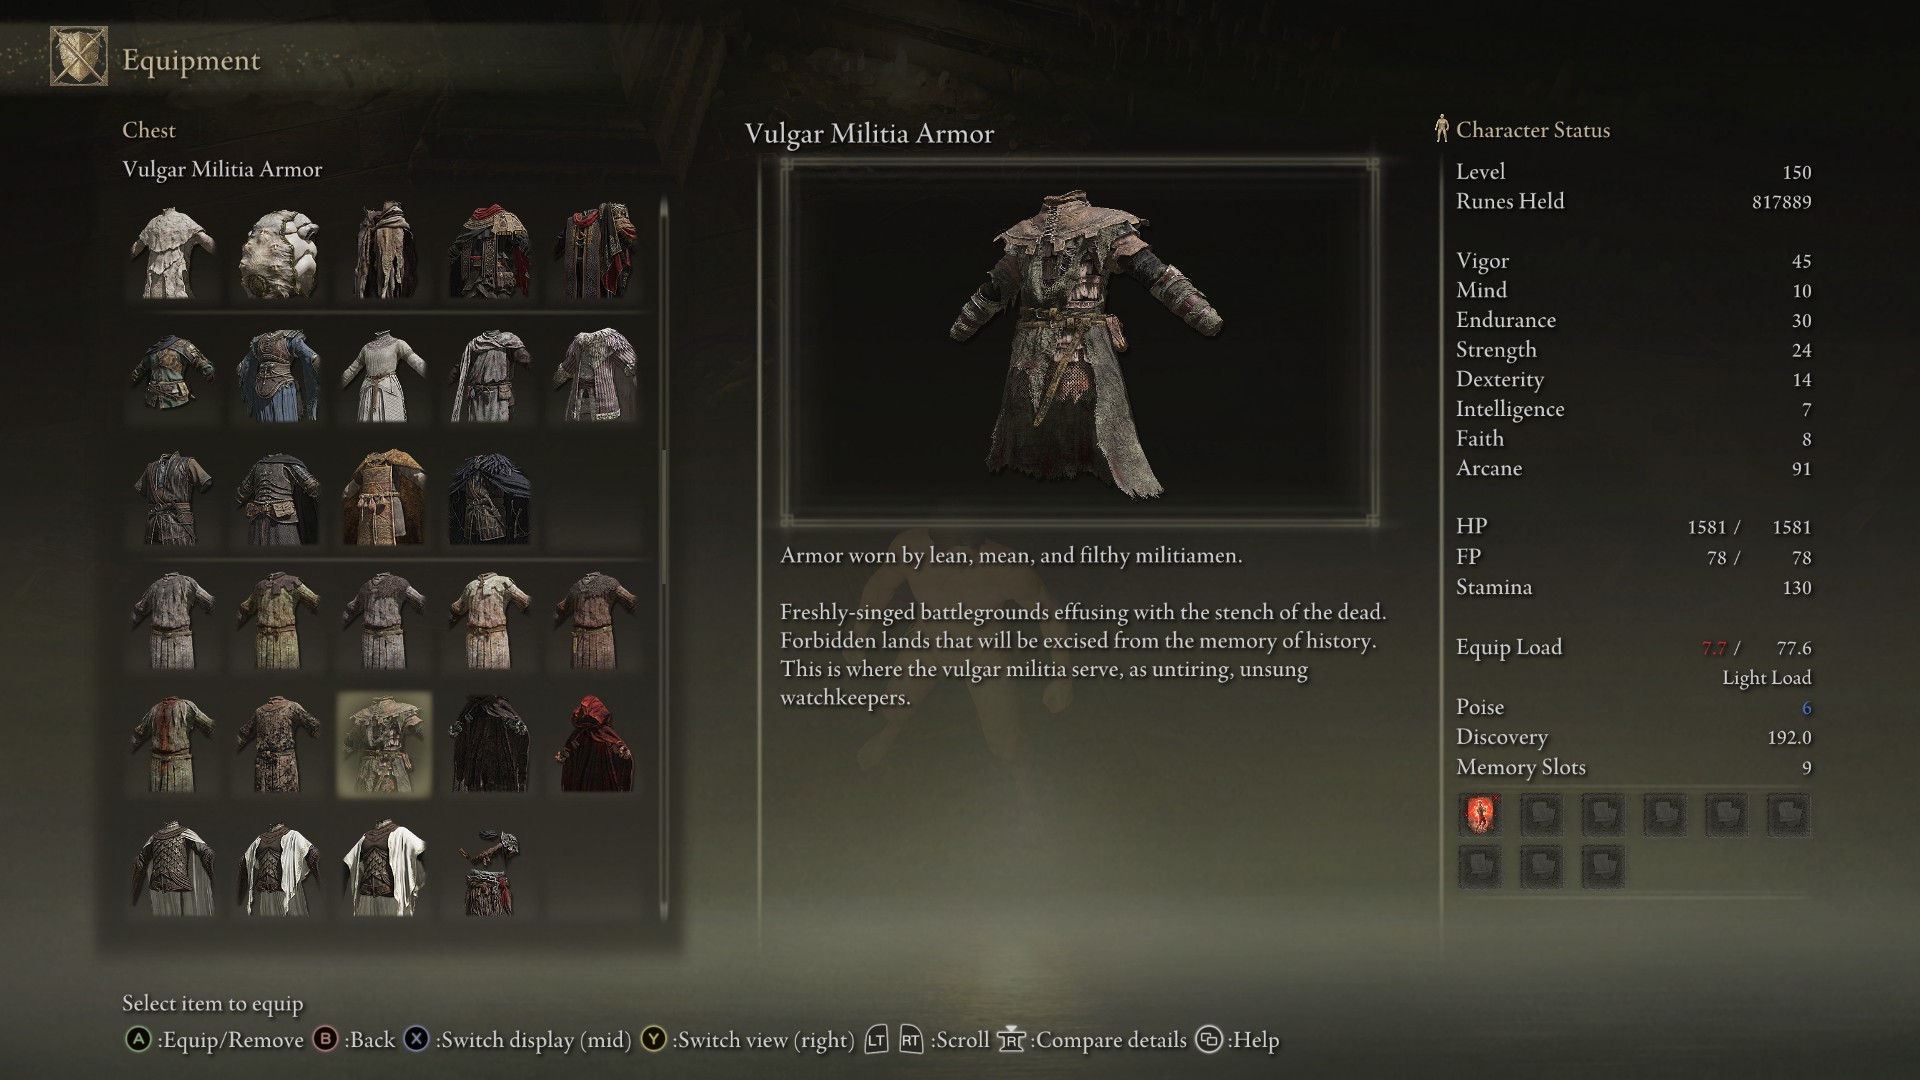 Equipment
Chest
Vulgar Militia Armor
Vulgar Militia Armor
Armor worn by lean, mean, and filthy militiamen.
Freshly-singed battlegrounds effusing with the stench of the dead.
Forbidden lands that will be excised from the memory of history.
This is where the vulgar militia serve, as untiring, unsung
watchkeepers.
Character Status
Level 150
Runes Held 817889
Vigor 45
Mind 10
Endurance 30
Strength 24
Dexterity 14
Intelligence 7
Faith 8
Arcane 91
HP 1581 / 1581
FP 78 / 78
Stamina 130
Equip Load 7.7 / 77.6
Light Load
Poise 6
Discovery 192.0
Memory Slots 9
Select item to equip
A :Equip/Remove B :Back X :Switch display (mid) Y :Switch view (right) LT RT :Scroll R :Compare details :Help